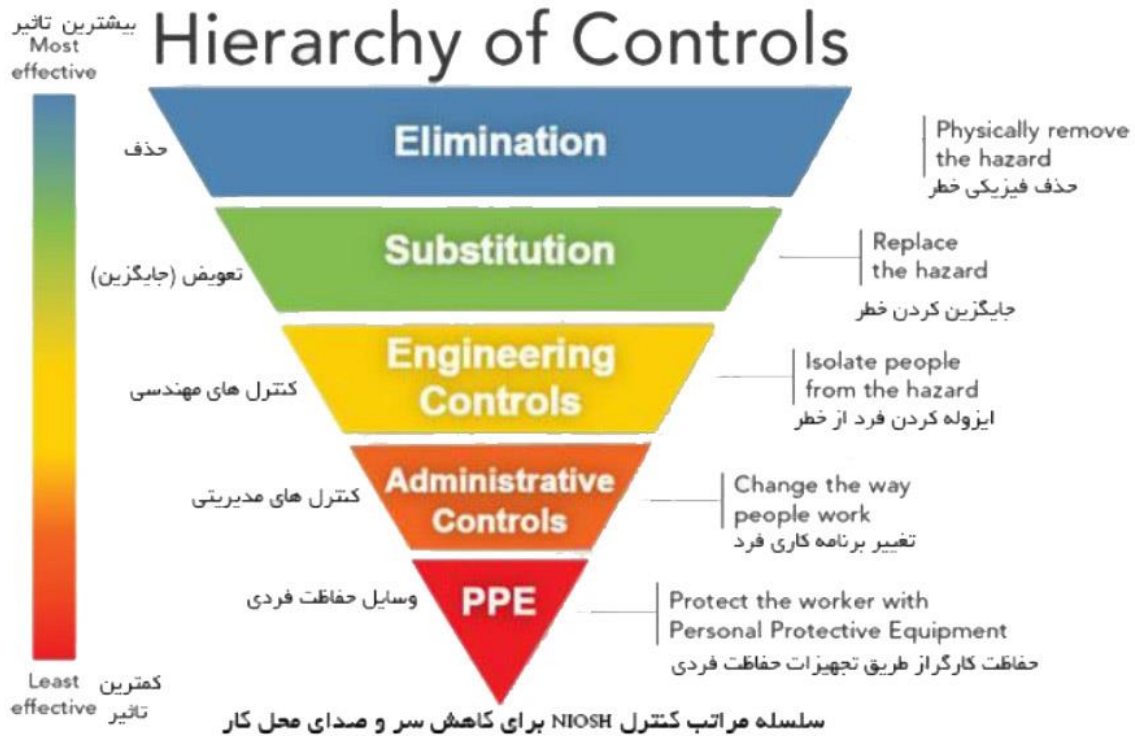 بیشترین تاثیر
Most
effective
Hierarchy of Controls
حذف
Elimination
Physically remove
the hazard
حذف فیزیکی خطر
تعویض (جایگزین)
Substitution
Replace
the hazard
جایگزین کردن خطر
کنترل های مهندسی
Engineering
Controls
Isolate people
from the hazard
ایزوله کردن فرد از خطر
کنترل های مدیریتی
Administrative
Controls
Change the way
people work
تغییر برنامه کاری فرد
وسایل حفاظت فردی
PPE
Protect the worker with
Personal Protective Equipment
حفاظت کارگر از طریق تجهیزات حفاظت فردی
Least
effective
کمترین
تاثیر
سلسله مراتب کنترل NIOSH برای کاهش سر و صدای محل کار